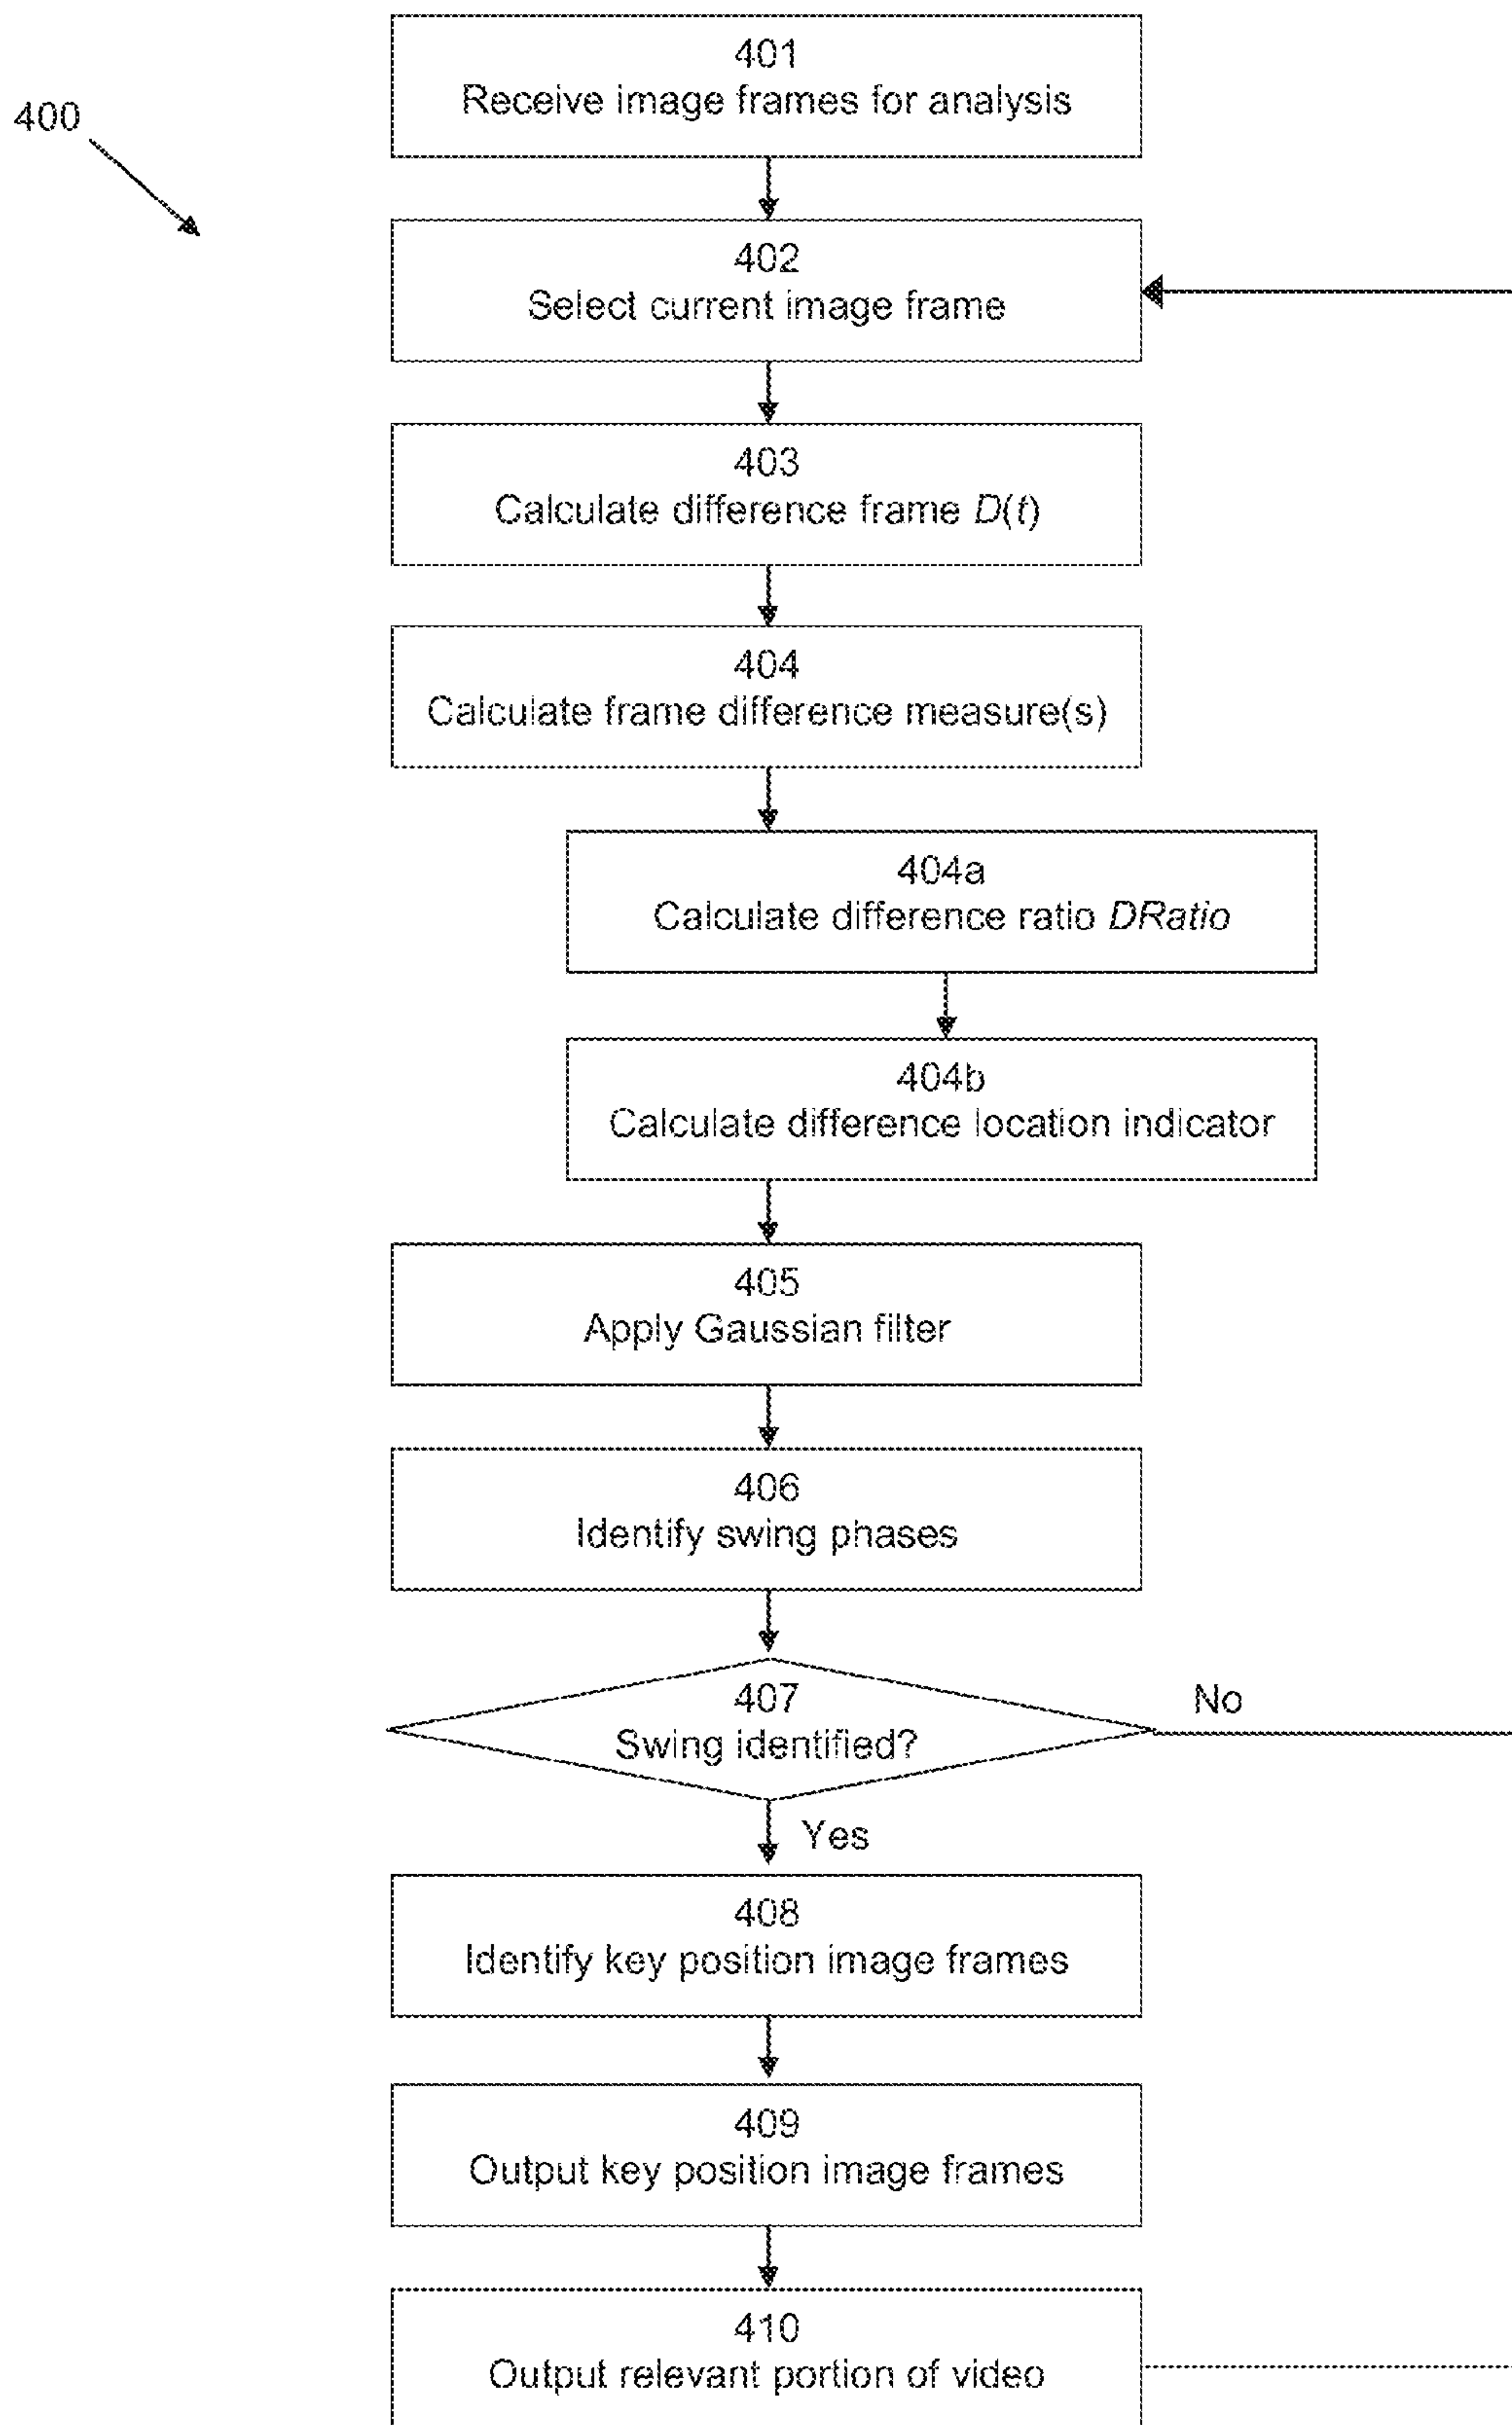 401
Receive image frames for analysis
400
402
Select current image frame
403
Calculate difference frame D(t)
404
Calculate frame difference measure(s)
404a
Calculate difference ratio DRatio
404b
Calculate difference location indicator
405
Apply Gaussian filter
406
Identify swing phases
407
Swing identified?
No
Yes
408
Identify key position image frames
409
Output key position image frames
410
Output relevant portion of video